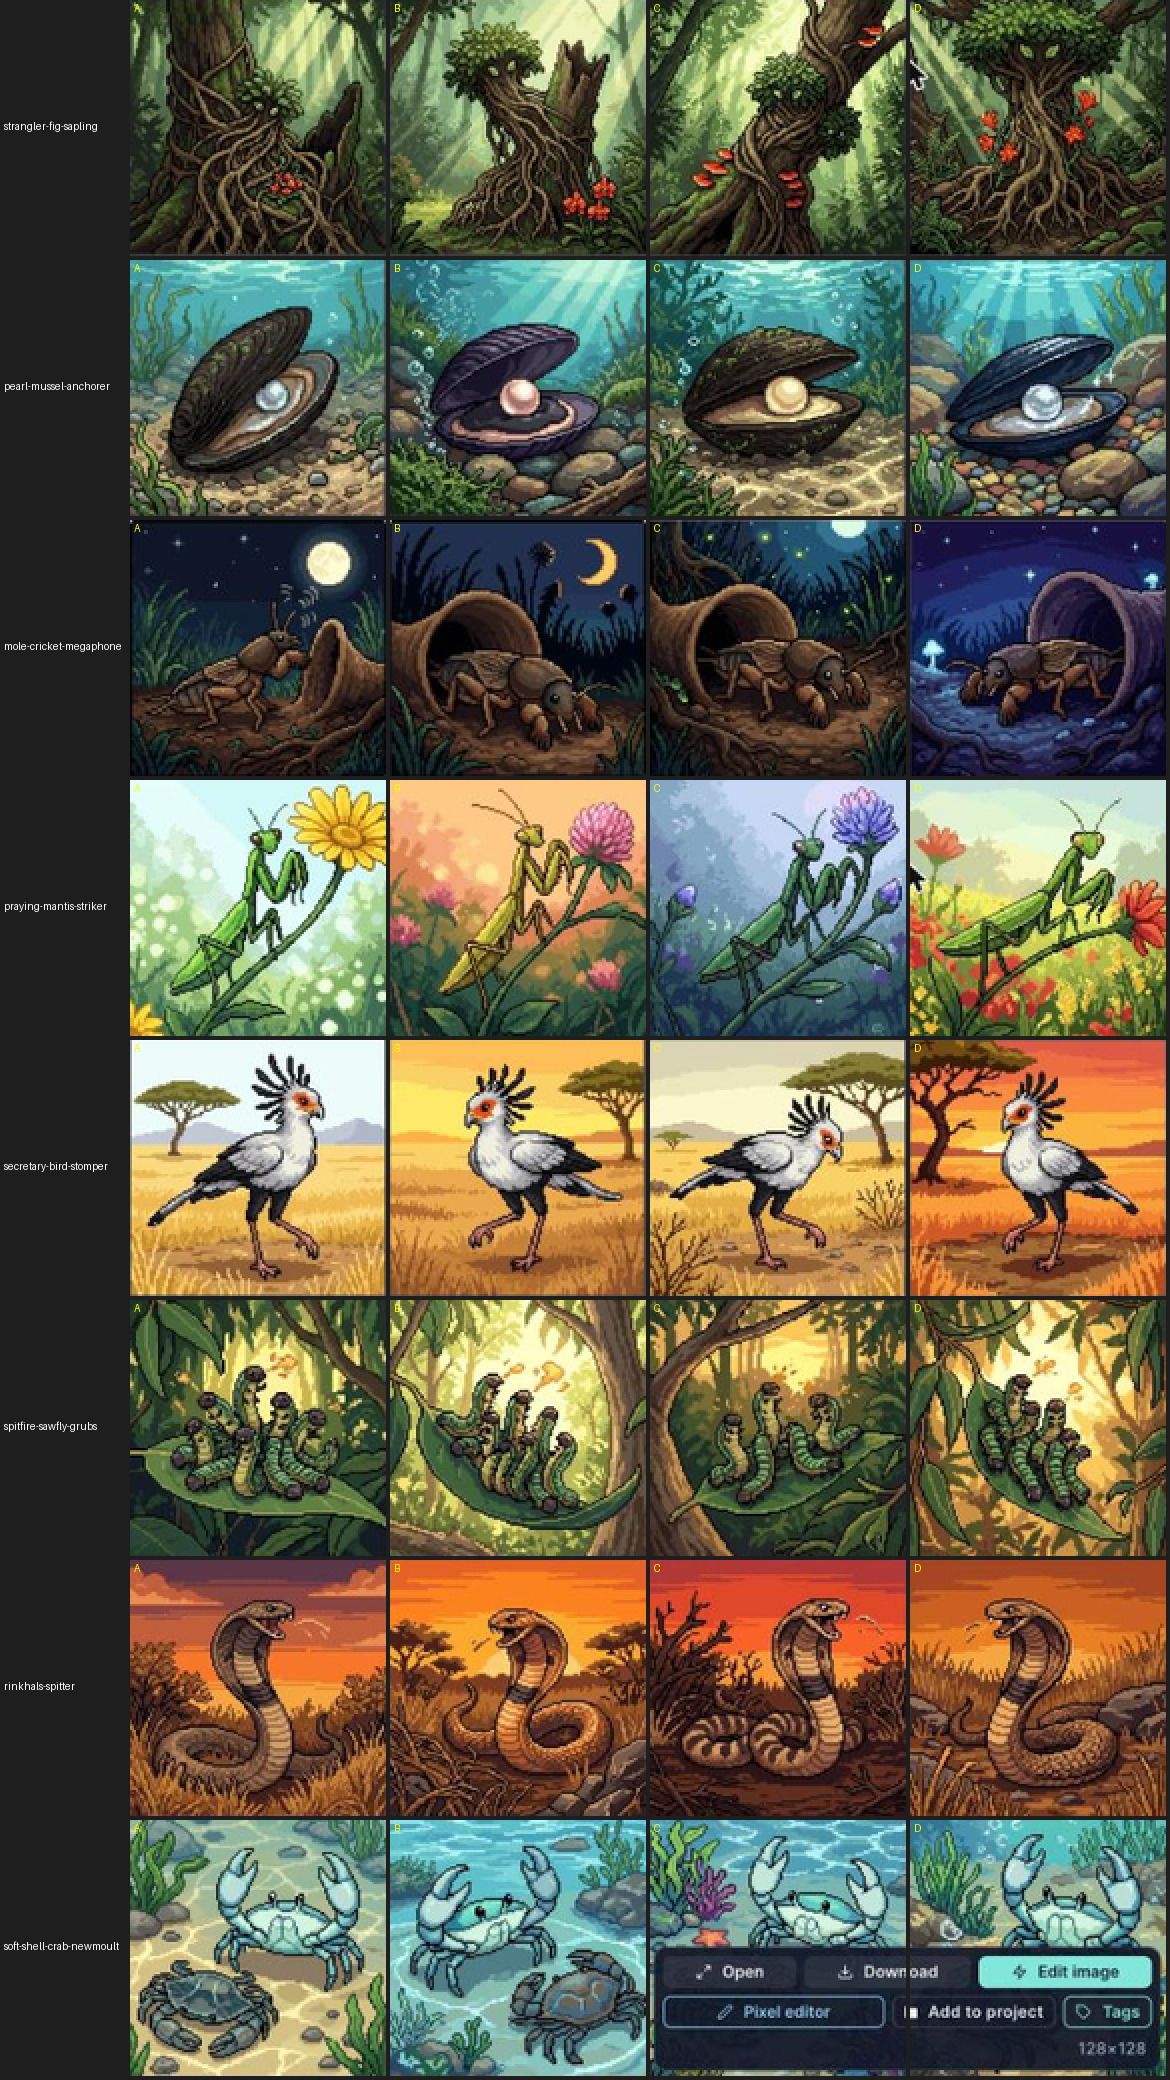 A B C D
strangler-fig-sapling
A B C D
pearl-mussel-anchorer
A B C D
mole-cricket-megaphone
A B C D
praying-mantis-striker
A B C D
secretary-bird-stomper
A B C D
spitfire-sawfly-grubs
A B C D
rinkhals-spitter
A B C D
soft-shell-crab-newmoult
Open Download Edit image
Pixel editor Add to project Tags
128×128